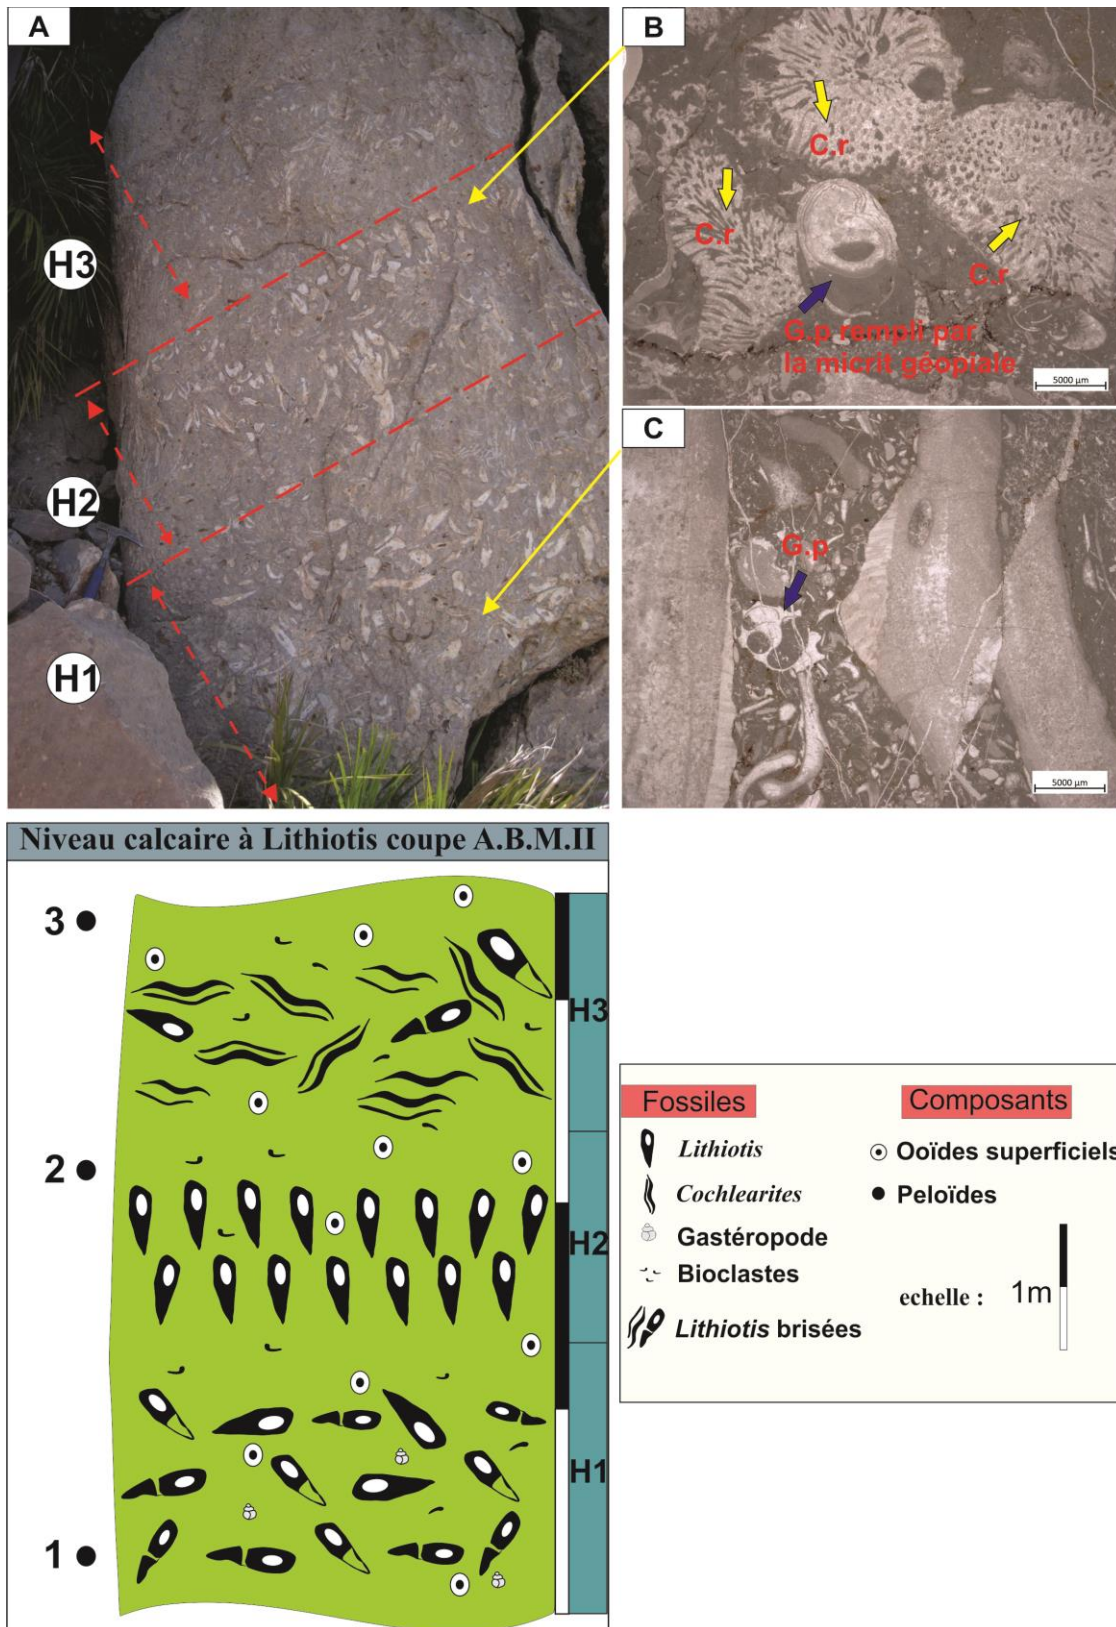 A
H3
H2
H1
B
C.r
C.r
C.r
G.p rempli par
la micrit géopiale
5000 µm
C
G.p
5000 µm
Niveau calcaire à Lithiotis coupe A.B.M.II
3
2
1
H3
H2
H1
Fossiles
Lithiotis
Cochlearites
Gastéropode
Bioclastes
Lithiotis brisées
Composants
Ooïdes superficiels
Peloïdes
echelle : 1m